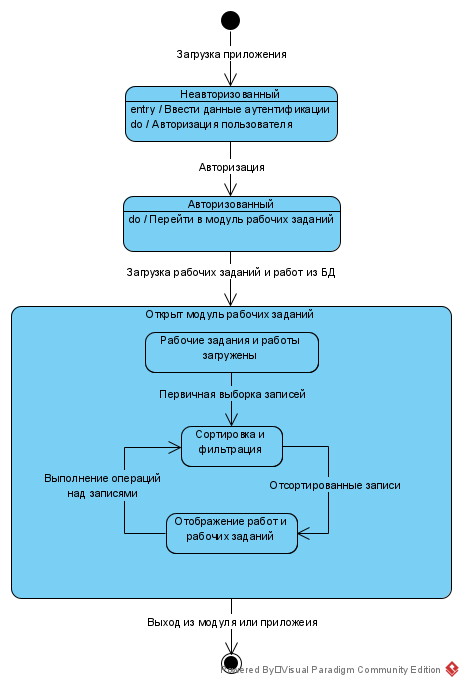 Загрузка приложения
Неавторизованный
entry / Ввести данные аутентификации
do / Авторизация пользователя
Авторизация
Авторизованный
do / Перейти в модуль рабочих заданий
Загрузка рабочих заданий и работ из БД
Открыт модуль рабочих заданий
Рабочие задания и работы
загружены
Первичная выборка записей
Сортировка и
фильтрация
Выполнение операций
над записями
Отсортированные записи
Отображение работ и
рабочих заданий
Выход из модуля или приложеия
Powered By Visual Paradigm Community Edition